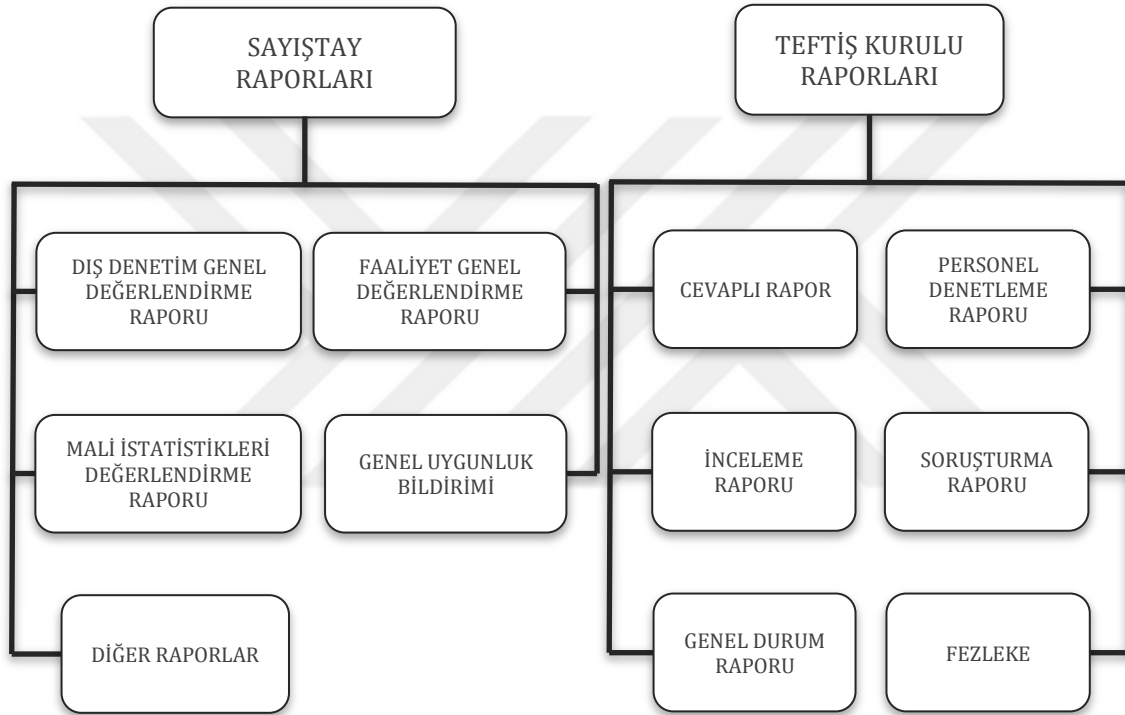 SAYIŞTAY
RAPORLARI
DIŞ DENETİM GENEL
DEĞERLENDİRME
RAPORU
FAALİYET GENEL
DEĞERLENDİRME
RAPORU
MALİ İSTATİSTİKLERİ
DEĞERLENDİRME
RAPORU
GENEL UYGUNLUK
BİLDİRİMİ
DİĞER RAPORLAR
TEFTİŞ KURULU
RAPORLARI
CEVAPLI RAPOR
PERSONEL
DENETLEME
RAPORU
İNCELEME
RAPORU
SORUŞTURMA
RAPORU
GENEL DURUM
RAPORU
FEZLEKE